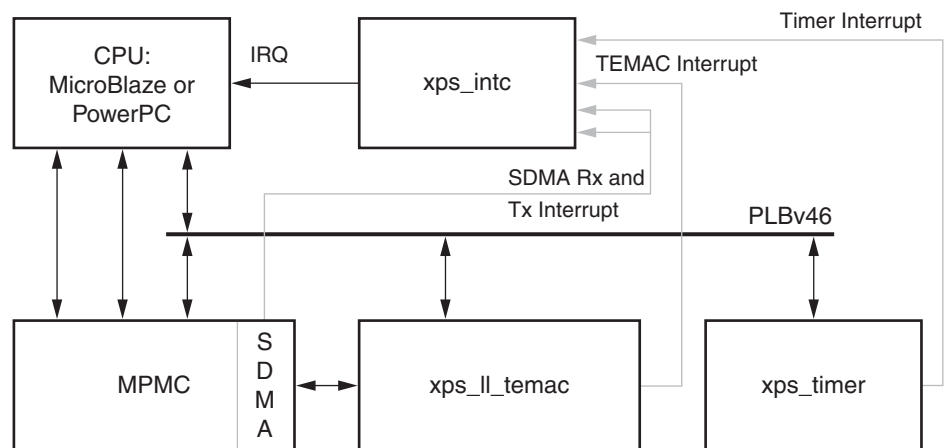 Timer Interrupt
CPU:
MicroBlaze or
PowerPC
IRQ
xps_intc
TEMAC Interrupt
SDMA Rx and
Tx Interrupt
PLBv46
MPMC
S
D
M
A
xps_ll_temac
xps_timer